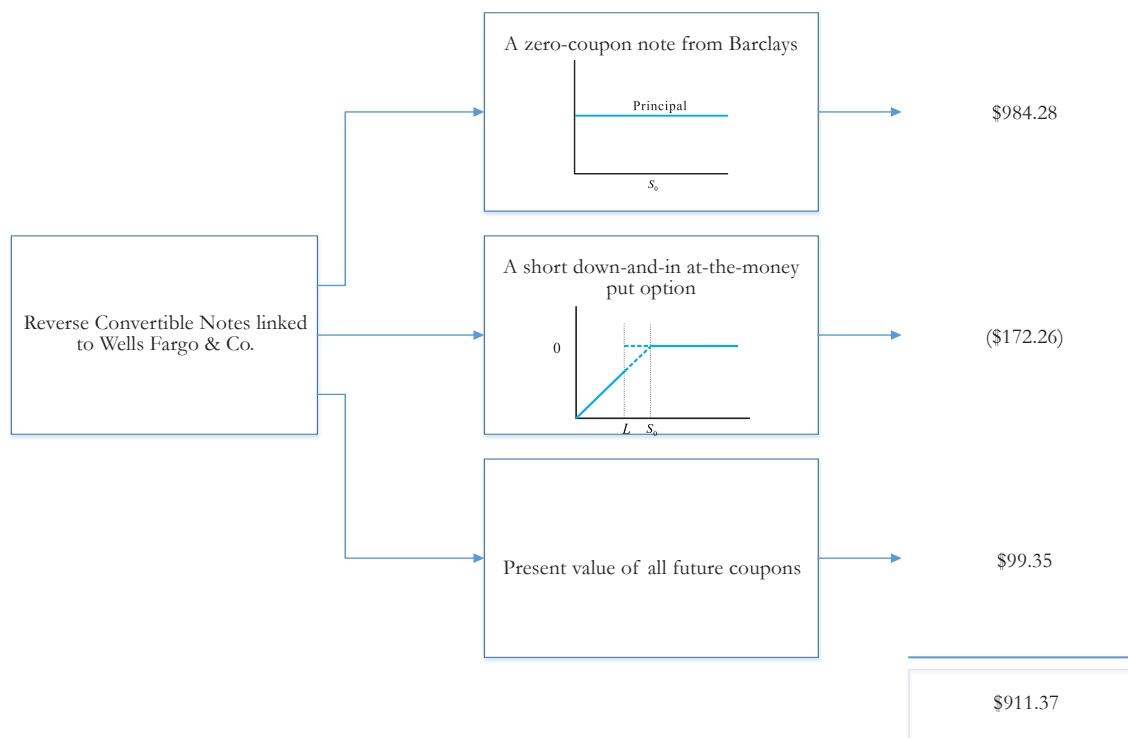 A zero-coupon note from Barclays
Principal
S₀
$984.28
Reverse Convertible Notes linked
to Wells Fargo & Co.
A short down-and-in at-the-money
put option
0
L S₀
($172.26)
Present value of all future coupons
$99.35
$911.37